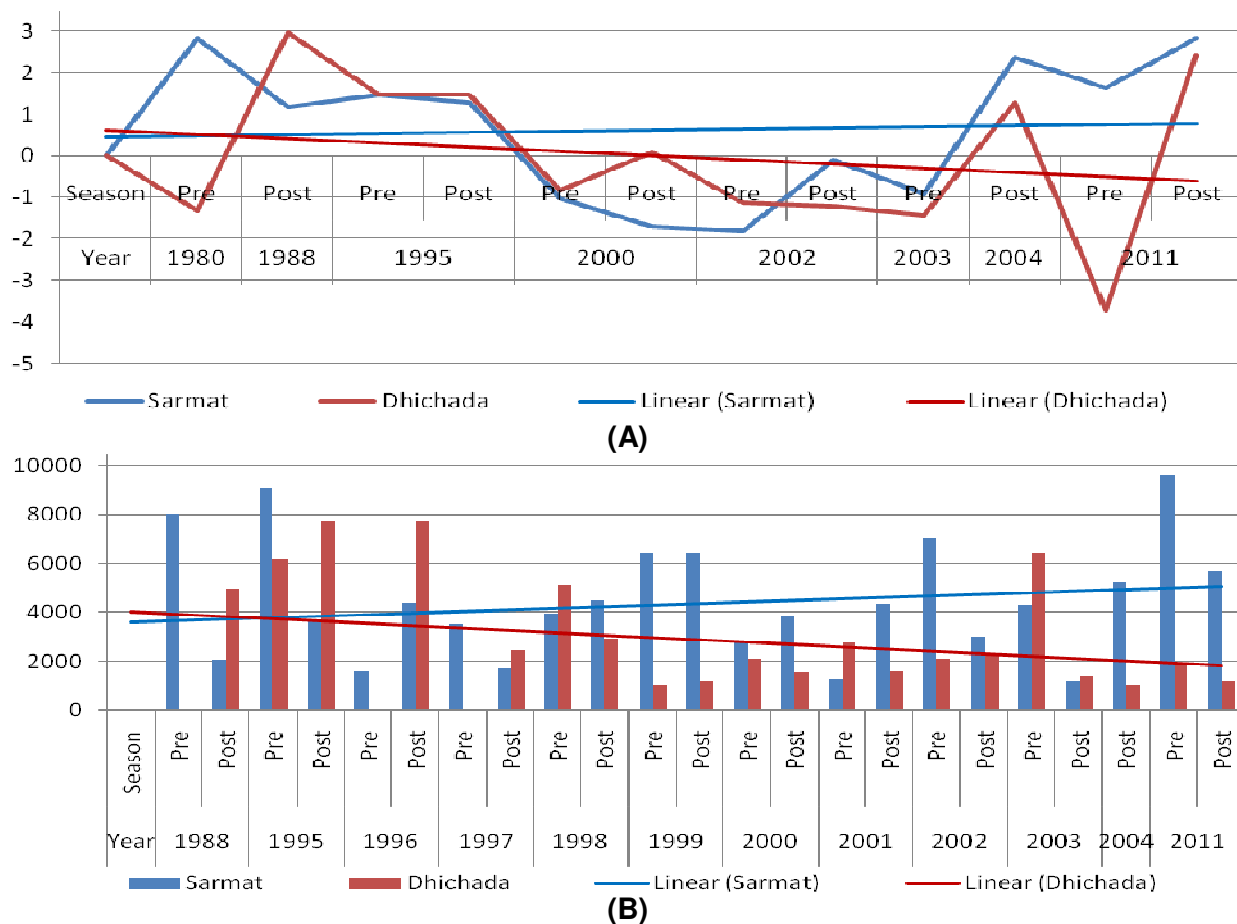 3
2
1
0
Season Pre Post Pre Post Pre Post Pre Post Pre Post Pre Post
-1
-2
Year 1980 1988 1995 2000 2002 2003 2004 2011
-3
-4
-5
Sarmat Dhichada Linear (Sarmat) Linear (Dhichada)
(A)
10000
8000
6000
4000
2000
0
Season Pre Post Pre Post Pre Post Pre Post Pre Post Pre Post Pre Post Pre Post Pre Post Pre Post Post Pre Post
Year 1988 1995 1996 1997 1998 1999 2000 2001 2002 2003 2004 2011
Sarmat Dhichada Linear (Sarmat) Linear (Dhichada)
(B)